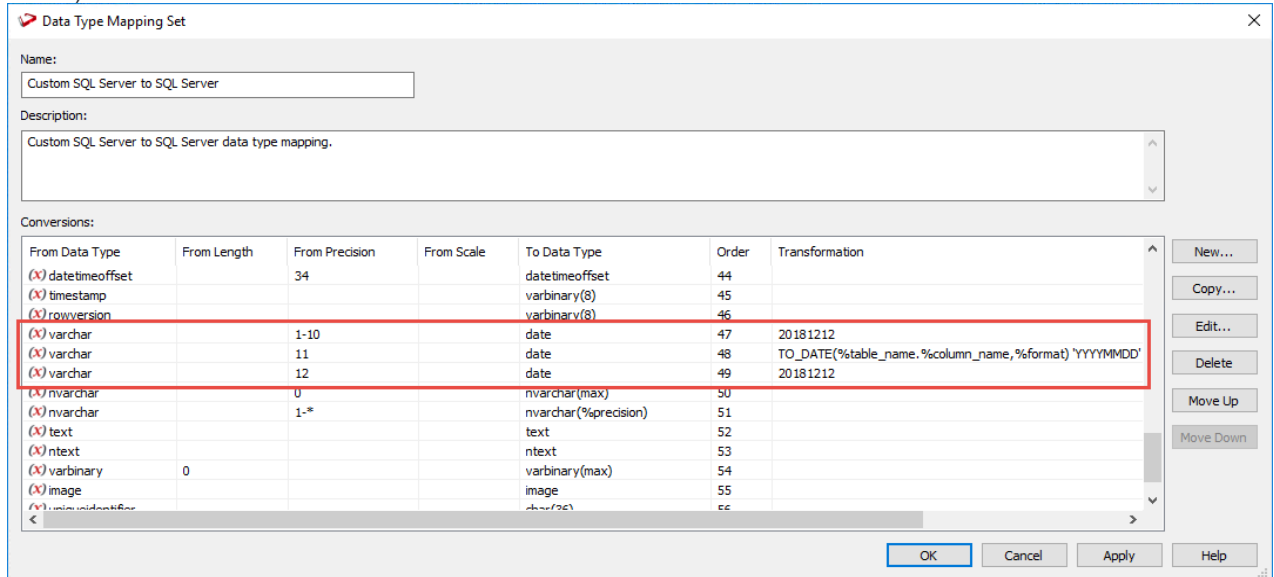 Data Type Mapping Set
Name:
Custom SQL Server to SQL Server
Description:
Custom SQL Server to SQL Server data type mapping.
Conversions:
From Data Type From Length From Precision From Scale To Data Type Order Transformation
New...
(x) datetimeoffset 34 datetimeoffset 44
(x) timestamp varbinary(8) 45
Copy...
(x) rowversion varbinary(8) 46
(x) varchar 1-10 date 47 20181212
Edit...
(x) varchar 11 date 48 TO_DATE(%table_name.%column_name,%format) 'YYYYMMDD'
(x) varchar 12 date 49 20181212
Delete
(x) nvarchar 0 nvarchar(max) 50
(x) nvarchar 1-* nvarchar(%precision) 51
Move Up
(x) text text 52
(x) ntext ntext 53
Move Down
(x) varbinary 0 varbinary(max) 54
(x) image image 55
(x) uniqueidentifier char(36) 56
OK Cancel Apply Help